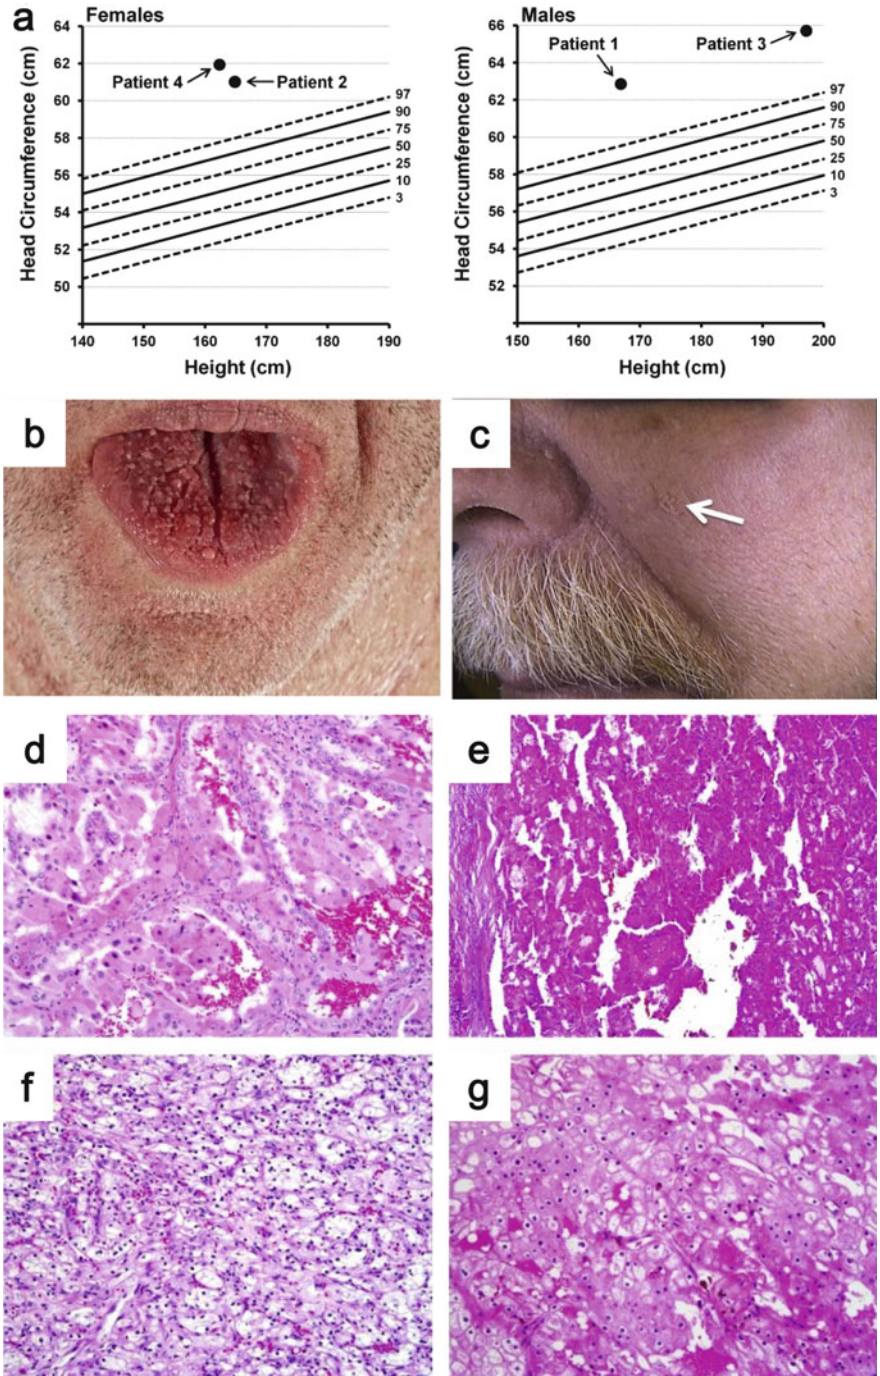 a
Females
Head Circumference (cm)
64
62
60
58
56
54
52
50
Patient 4
Patient 2
97
90
75
50
25
10
3
140 150 160 170 180 190
Height (cm)
Males
Head Circumference (cm)
66
64
62
60
58
56
54
52
Patient 1
Patient 3
97
90
75
50
25
10
3
150 160 170 180 190 200
Height (cm)
b
c
d
e
f
g